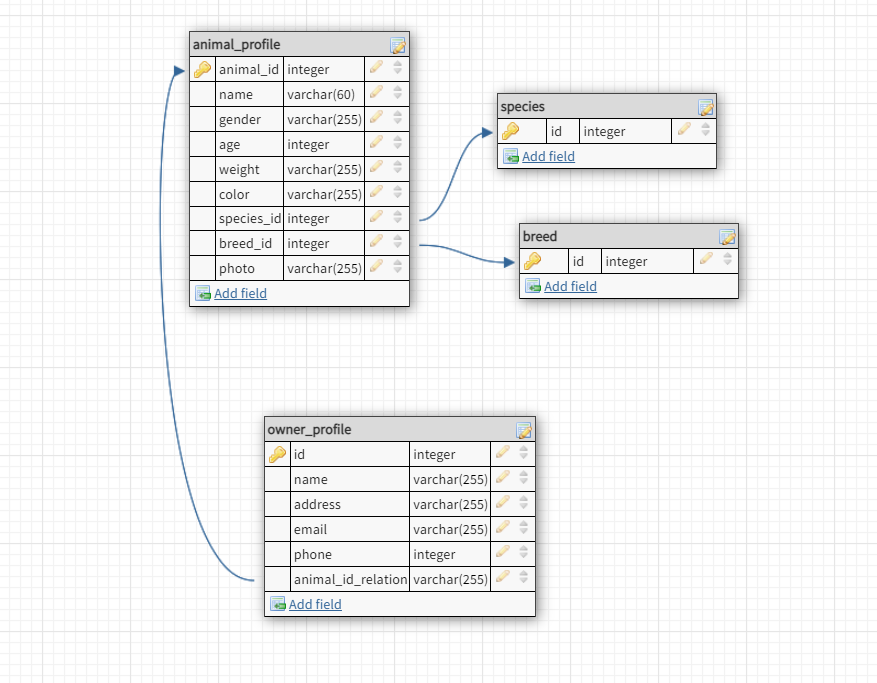 animal_profile
animal_id integer
name varchar(60)
gender varchar(255)
age integer
weight varchar(255)
color varchar(255)
species_id integer
breed_id integer
photo varchar(255)
Add field
species
id integer
Add field
breed
id integer
Add field
owner_profile
id integer
name varchar(255)
address varchar(255)
email varchar(255)
phone integer
animal_id_relation varchar(255)
Add field